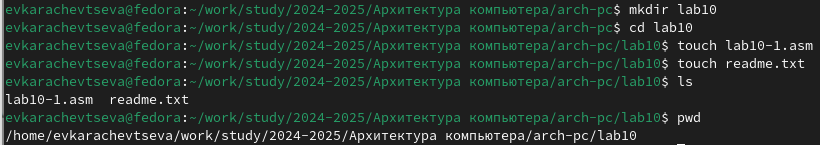 evkarachevtseva@fedora:~/work/study/2024-2025/Архитектура компьютера/arch-pc$ mkdir lab10
evkarachevtseva@fedora:~/work/study/2024-2025/Архитектура компьютера/arch-pc$ cd lab10
evkarachevtseva@fedora:~/work/study/2024-2025/Архитектура компьютера/arch-pc/lab10$ touch lab10-1.asm
evkarachevtseva@fedora:~/work/study/2024-2025/Архитектура компьютера/arch-pc/lab10$ touch readme.txt
evkarachevtseva@fedora:~/work/study/2024-2025/Архитектура компьютера/arch-pc/lab10$ ls
lab10-1.asm  readme.txt
evkarachevtseva@fedora:~/work/study/2024-2025/Архитектура компьютера/arch-pc/lab10$ pwd
/home/evkarachevtseva/work/study/2024-2025/Архитектура компьютера/arch-pc/lab10